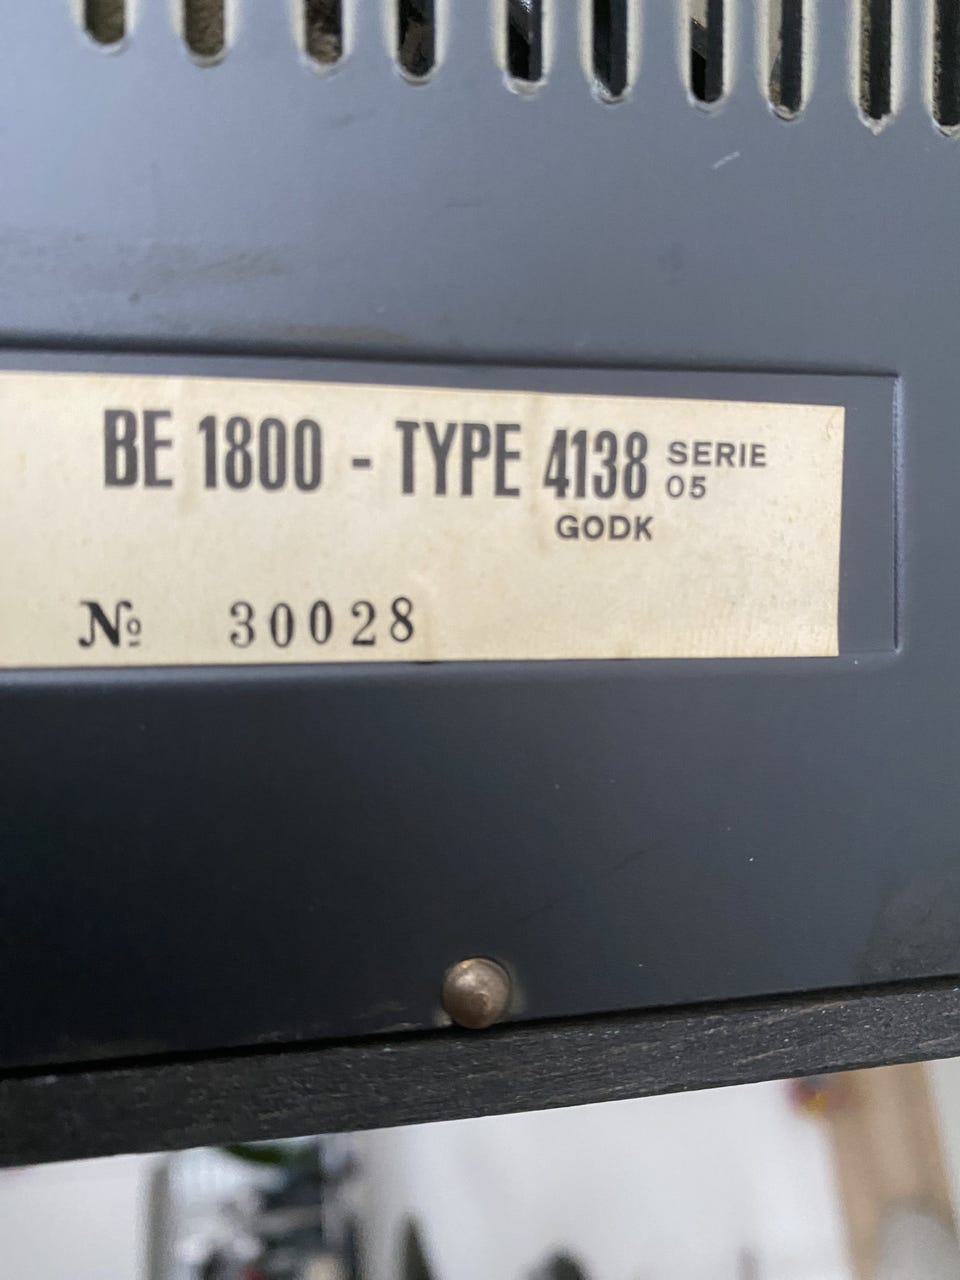 BE 1800 - TYPE 4138 SERIE 05
GODK
№ 30028